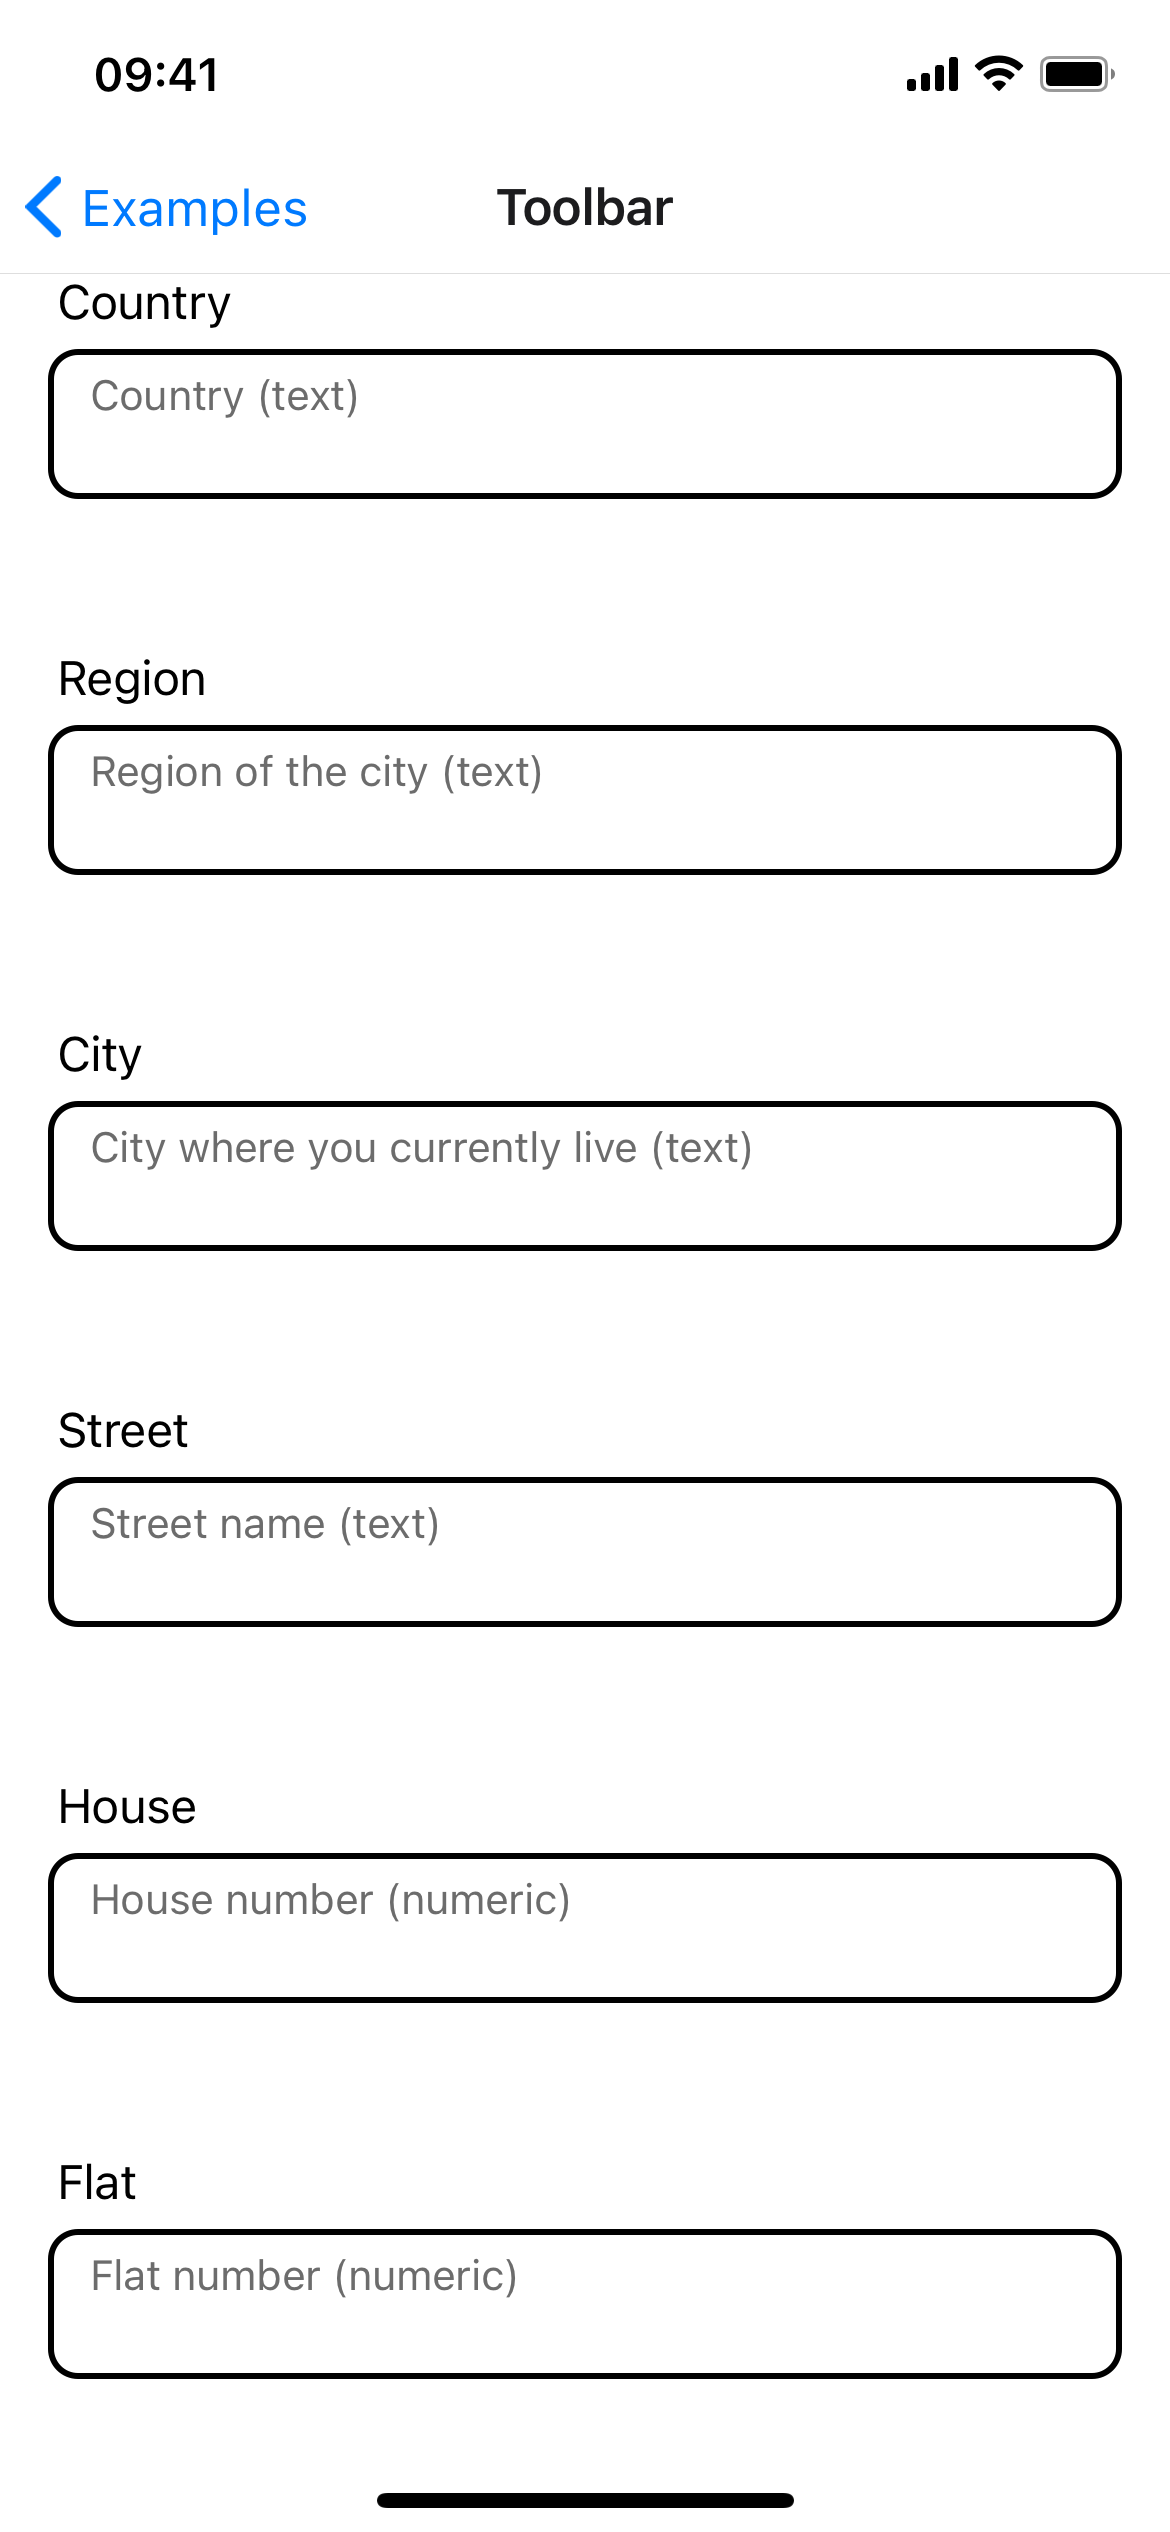 09:41
Examples
Toolbar
Country
Country (text)
Region
Region of the city (text)
City
City where you currently live (text)
Street
Street name (text)
House
House number (numeric)
Flat
Flat number (numeric)